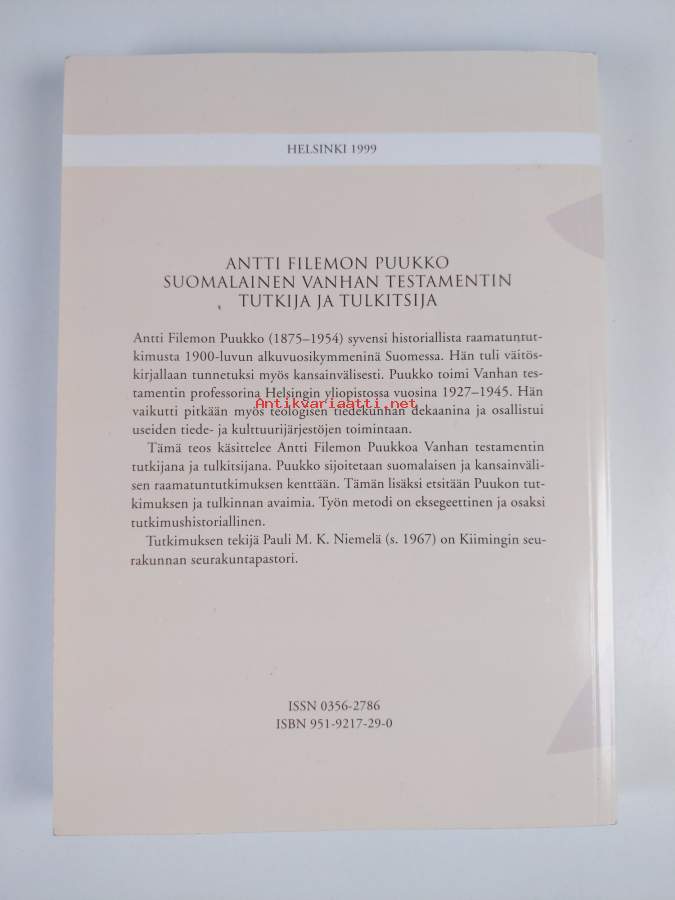 HELSINKI 1999
ANTTI FILEMON PUUKKO
SUOMALAINEN VANHAN TESTAMENTIN
TUTKIJA JA TULKITSIJA
Antti Filemon Puukko (1875–1954) syvensi historiallista raamatuntut-
kimusta 1900-luvun alkuvuosikymmeninä Suomessa. Hän tuli väitös-
kirjallaan tunnetuksi myös kansainvälisesti. Puukko toimi Vanhan tes-
tamentin professorina Helsingin yliopistossa vuosina 1927–1945. Hän
Antikvariaatti.net
vaikutti pitkään myös teologisen tiedekunnan dekaanina ja osallistui
useiden tiede- ja kulttuurijärjestöjen toimintaan.
Tämä teos käsittelee Antti Filemon Puukkoa Vanhan testamentin
tutkijana ja tulkitsijana. Puukko sijoitetaan suomalaisen ja kansainväli-
sen raamatuntutkimuksen kenttään. Tämän lisäksi etsitään Puukon tut-
kimuksen ja tulkinnan avaimia. Työn metodi on eksegeettinen ja osaksi
tutkimushistoriallinen.
Tutkimuksen tekijä Pauli M. K. Niemelä (s. 1967) on Kiimingin seu-
rakunnan seurakuntapastori.
ISSN 0356-2786
ISBN 951-9217-29-0